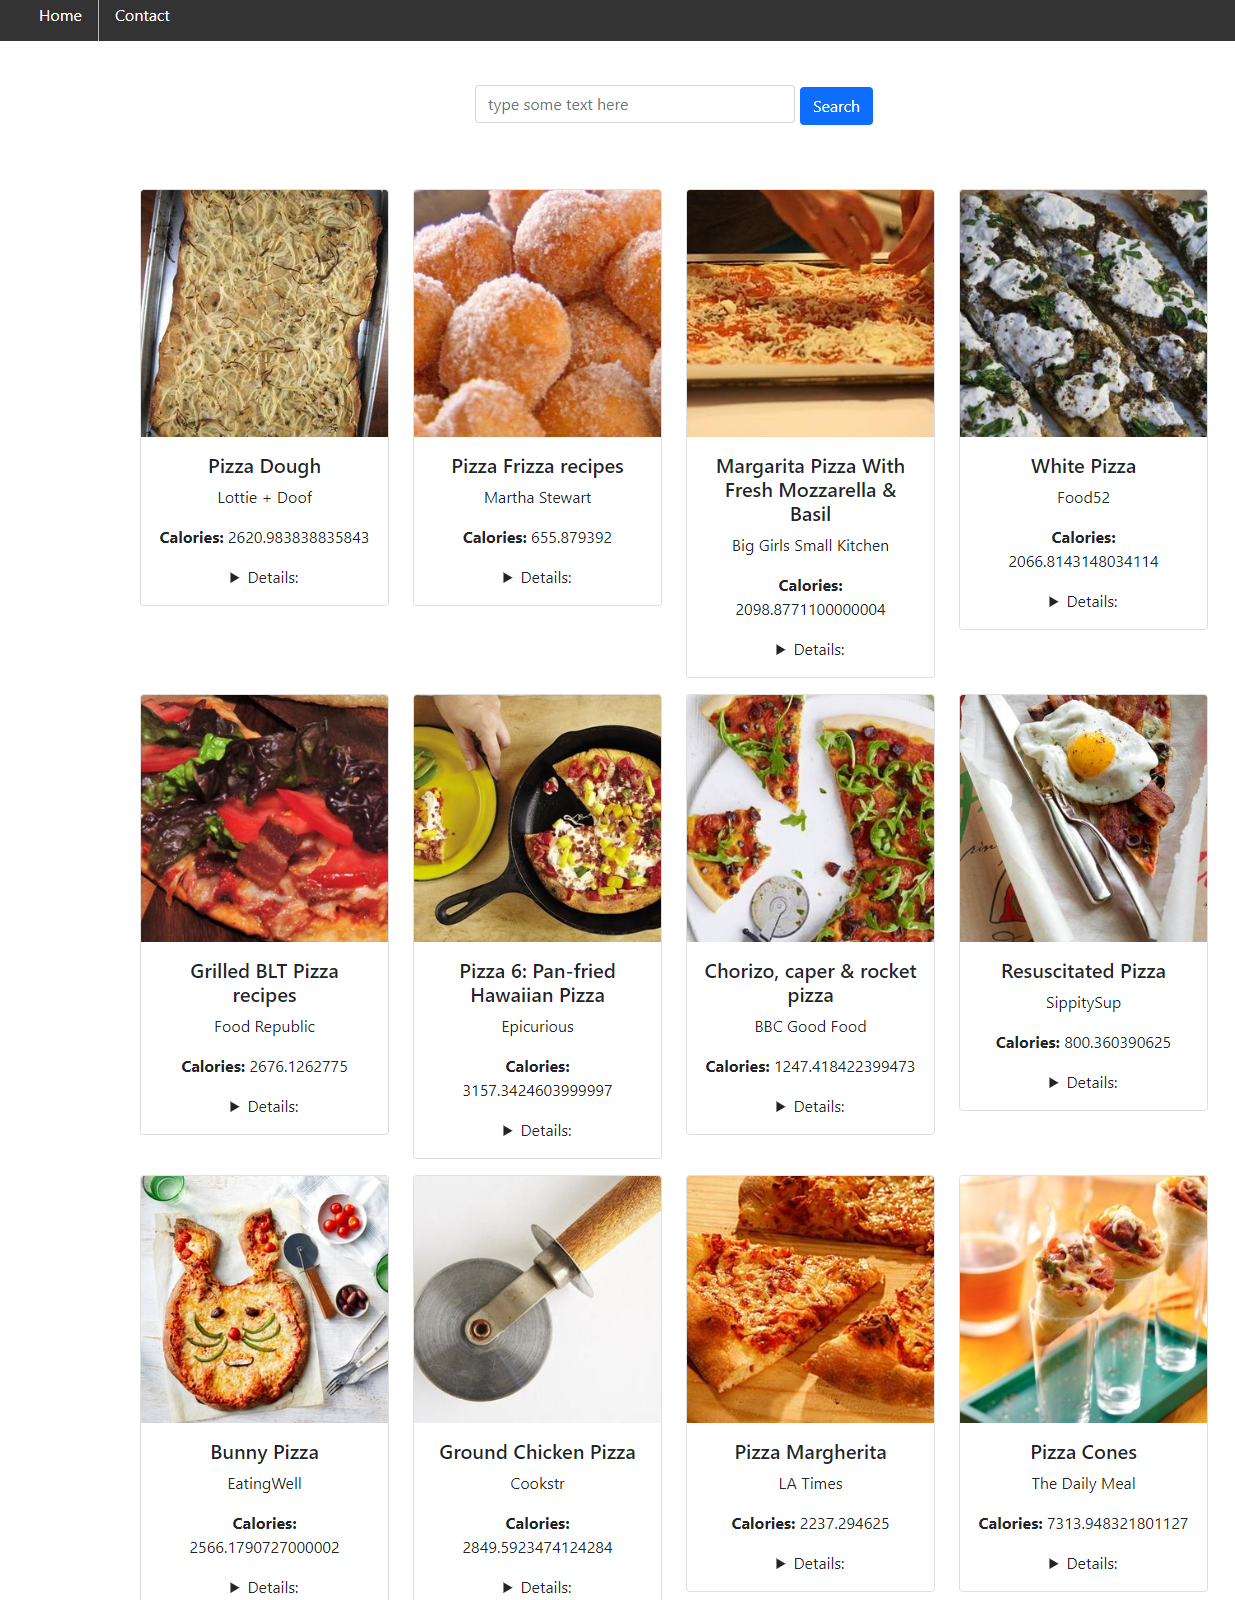 Home
Contact
type some text here
Search
Pizza Dough
Lottie + Doof
Calories: 2620.983838835843
▶ Details:
Pizza Frizza recipes
Martha Stewart
Calories: 655.879392
▶ Details:
Margarita Pizza With
Fresh Mozzarella &
Basil
Big Girls Small Kitchen
Calories:
2098.8771100000004
▶ Details:
White Pizza
Food52
Calories:
2066.8143148034114
▶ Details:
Grilled BLT Pizza
recipes
Food Republic
Calories: 2676.1262775
▶ Details:
Pizza 6: Pan-fried
Hawaiian Pizza
Epicurious
Calories:
3157.3424603999997
▶ Details:
Chorizo, caper & rocket
pizza
BBC Good Food
Calories: 1247.418422399473
▶ Details:
Resuscitated Pizza
SippitySup
Calories: 800.360390625
▶ Details:
Bunny Pizza
EatingWell
Calories:
2566.1790727000002
▶ Details:
Ground Chicken Pizza
Cookstr
Calories:
2849.5923474124284
▶ Details:
Pizza Margherita
LA Times
Calories: 2237.294625
▶ Details:
Pizza Cones
The Daily Meal
Calories: 7313.948321801127
▶ Details: